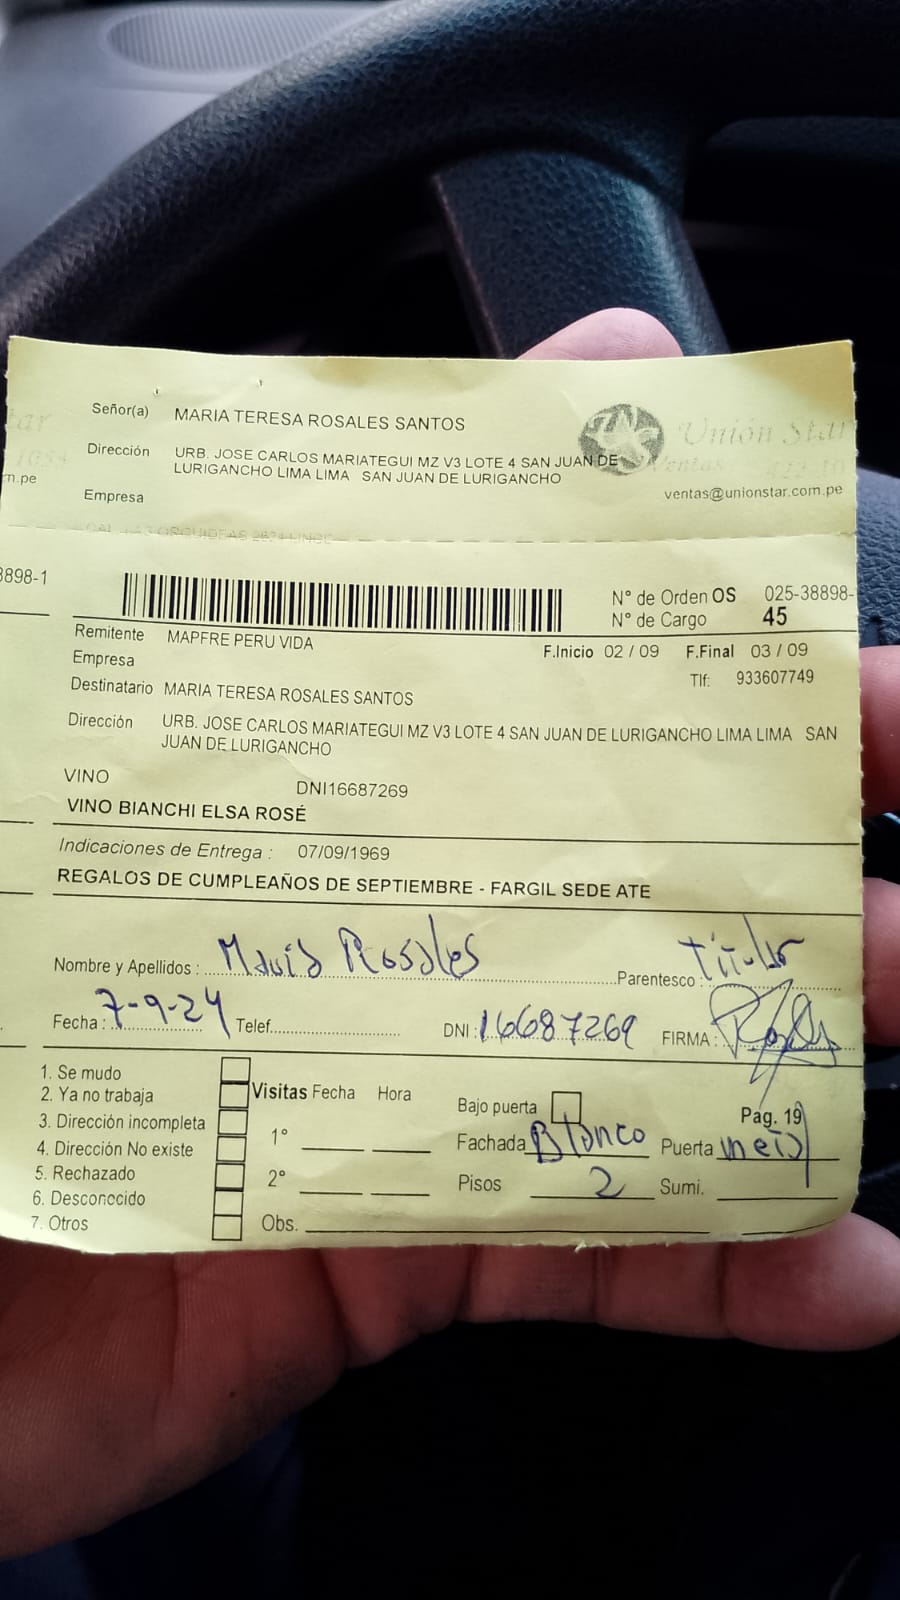 Señor(a) MARIA TERESA ROSALES SANTOS
Unión Star
Dirección URB. JOSE CARLOS MARIATEGUI MZ V3 LOTE 4 SAN JUAN DE
LURIGANCHO LIMA LIMA SAN JUAN DE LURIGANCHO
Ventas
m.pe
ventas@unionstar.com.pe
Empresa
8898-1
N° de Orden OS 025-38898-
N° de Cargo 45
Remitente MAPFRE PERU VIDA
F.Inicio 02 / 09 F.Final 03 / 09
Empresa
Tlf: 933607749
Destinatario MARIA TERESA ROSALES SANTOS
Dirección URB. JOSE CARLOS MARIATEGUI MZ V3 LOTE 4 SAN JUAN DE LURIGANCHO LIMA LIMA SAN
JUAN DE LURIGANCHO
VINO DNI16687269
VINO BIANCHI ELSA ROSÉ
Indicaciones de Entrega : 07/09/1969
REGALOS DE CUMPLEAÑOS DE SEPTIEMBRE - FARGIL SEDE ATE
Nombre y Apellidos : Maria Rosales Parentesco : Titular
Fecha : 7-9-24 Telef. DNI : 16687269 FIRMA :
1. Se mudo
2. Ya no trabaja
3. Dirección incompleta
4. Dirección No existe
5. Rechazado
6. Desconocido
7. Otros
Visitas Fecha Hora
1°
2°
Obs.
Bajo puerta Pag. 19
Fachada Blanco Puerta
Pisos 2 Sumi.